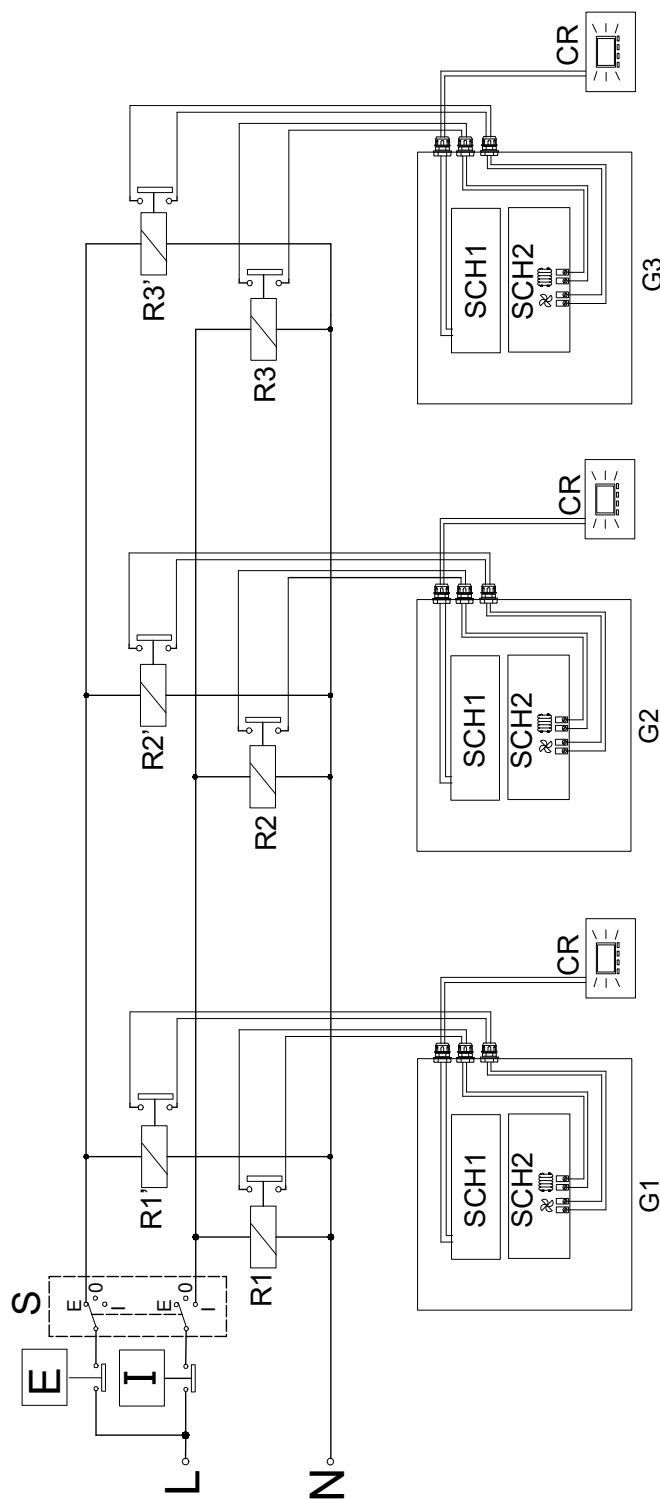 L
N
E
I
S
E
0
I
E
0
I
R1'
R1
R2'
R2
R3'
R3
SCH1
SCH2
G1
CR
SCH1
SCH2
G2
CR
SCH1
SCH2
G3
CR